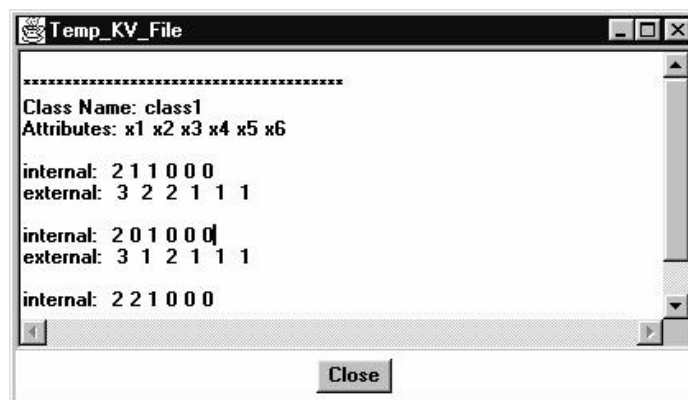 Temp_KV_File
***************************************
Class Name: class1
Attributes: x1 x2 x3 x4 x5 x6
internal: 2 1 1 0 0 0
external: 3 2 2 1 1 1
internal: 2 0 1 0 0 0
external: 3 1 2 1 1 1
internal: 2 2 1 0 0 0
Close